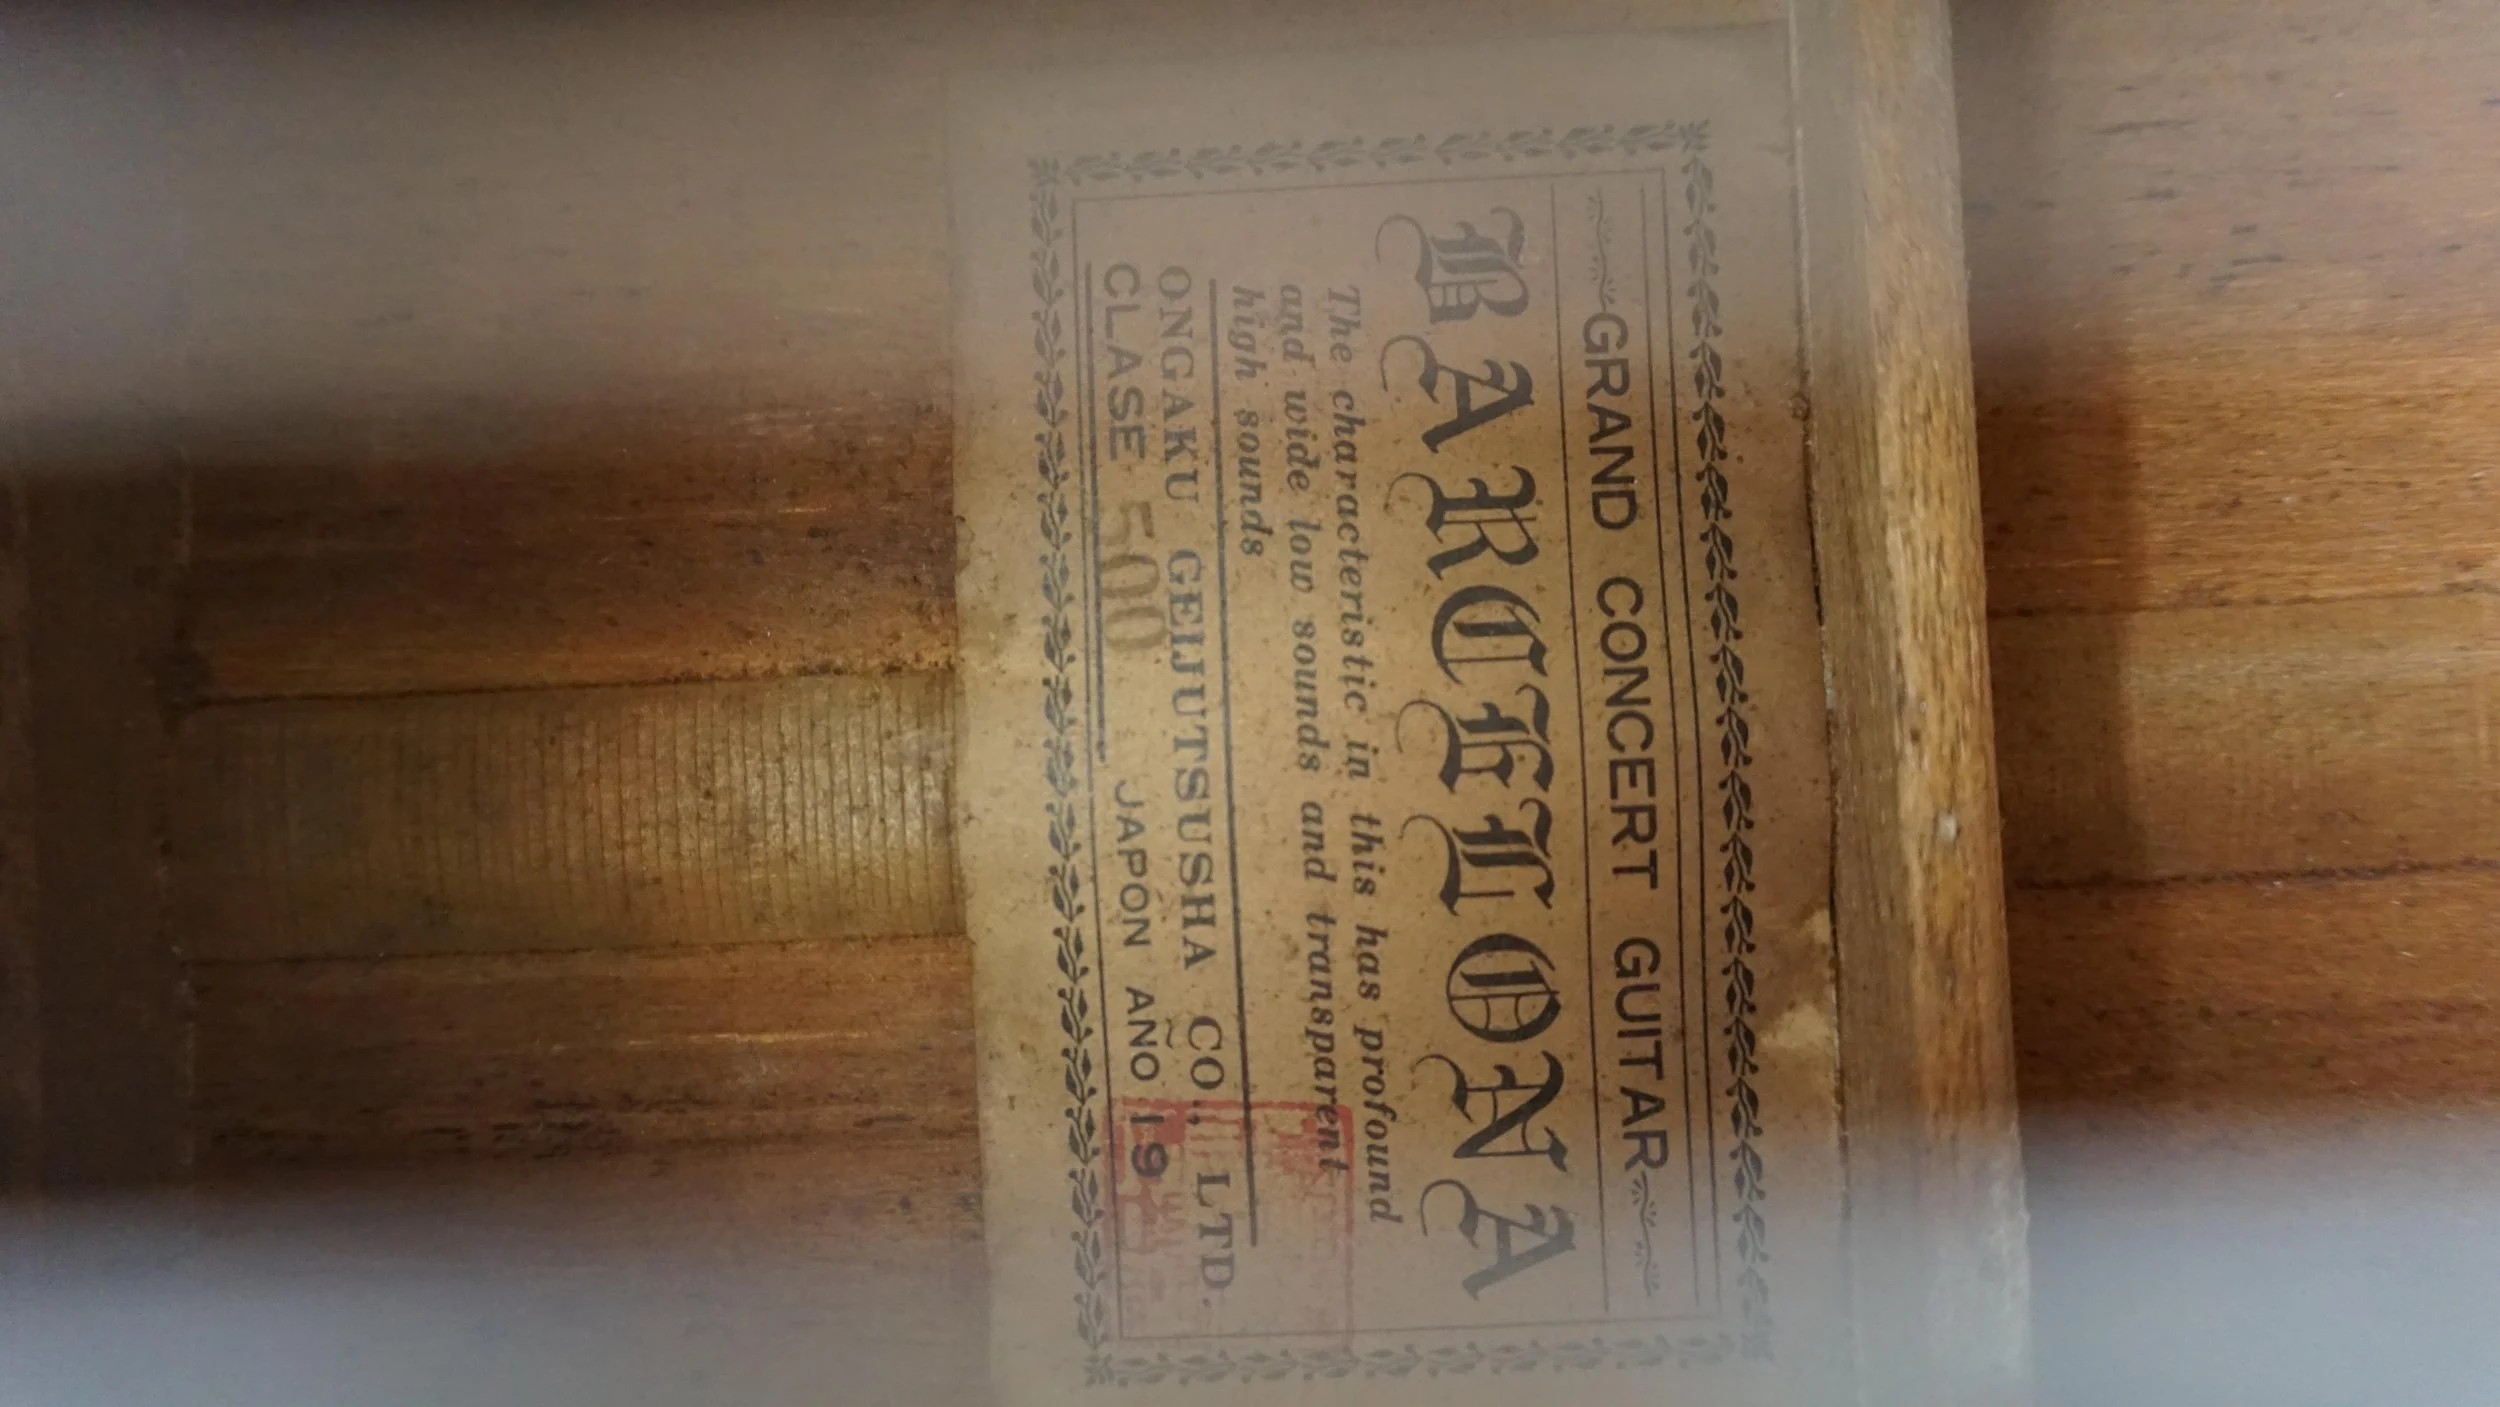 GRAND CONCERT GUITAR
BARCELONA
The characteristic in this has profound
and wide low sounds and transparent
high sounds
ONGAKU GEIJUTSUSHA CO., LTD.
CLASE 500 JAPÓN AÑO 19